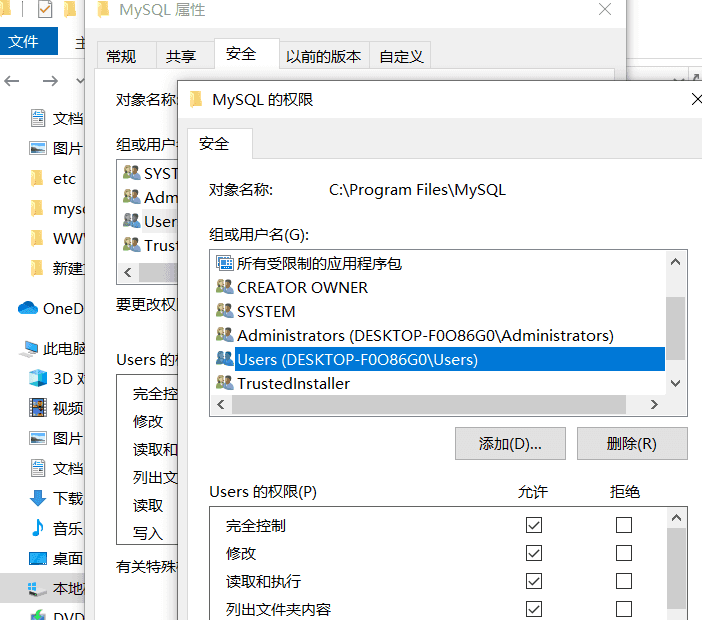 MySQL 属性
文件
常规
共享
安全
以前的版本
自定义
对象名称:
MySQL 的权限
安全
文档
图片
etc
WW
新建
OneD
此电脑
3D
视频
图片
文档
下载
音乐
桌面
本地
DVD
组或用户
SYST
Adm
User
Trust
要更改权
Users 的
完全控
修改
读取和
列出文
读取
写入
有关特殊
对象名称:
C:\Program Files\MySQL
组或用户名(G):
所有受限制的应用程序包
CREATOR OWNER
SYSTEM
Administrators (DESKTOP-F0O86G0\Administrators)
Users (DESKTOP-F0O86G0\Users)
TrustedInstaller
添加(D)...
删除(R)
Users 的权限(P)
允许
拒绝
完全控制
修改
读取和执行
列出文件夹内容